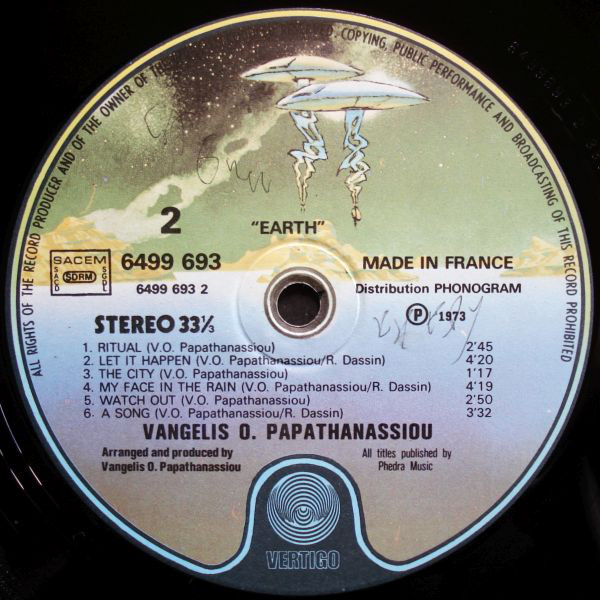 ALL RIGHTS OF THE RECORD PRODUCER AND OF THE OWNER OF
D, COPYING, PUBLIC PERFORMANCE AND BROADCASTING OF THIS RECORD PROHIBITED
2
"EARTH"
SACEM
SACD
SDRM
SGDL
6499 693
6499 693 2
MADE IN FRANCE
Distribution PHONOGRAM
Ⓟ 1973
STEREO 33⅓
1. RITUAL (V.O. Papathanassiou) 2'45
2. LET IT HAPPEN (V.O. Papathanassiou/R. Dassin) 4'20
3. THE CITY (V.O. Papathanassiou) 1'17
4. MY FACE IN THE RAIN (V.O. Papathanassiou/R. Dassin) 4'19
5. WATCH OUT (V.O. Papathanassiou) 2'50
6. A SONG (V.O. Papathanassiou/R. Dassin) 3'32
VANGELIS O. PAPATHANASSIOU
Arranged and produced by
Vangelis O. Papathanassiou
All titles published by
Phedra Music
VERTIGO